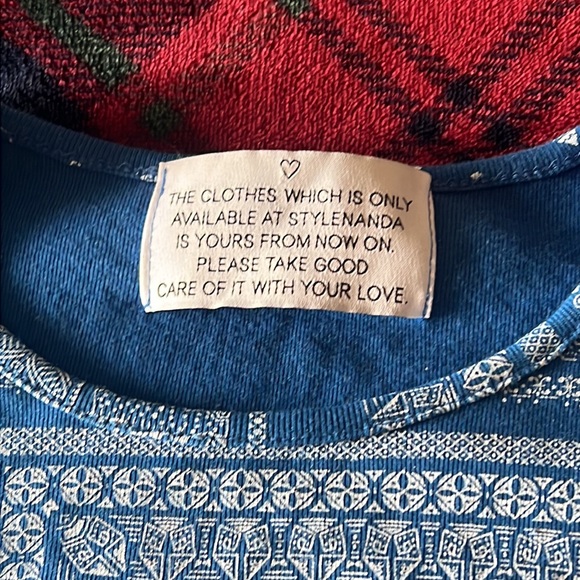 ♡
THE CLOTHES WHICH IS ONLY
AVAILABLE AT STYLENANDA
IS YOURS FROM NOW ON.
PLEASE TAKE GOOD
CARE OF IT WITH YOUR LOVE.